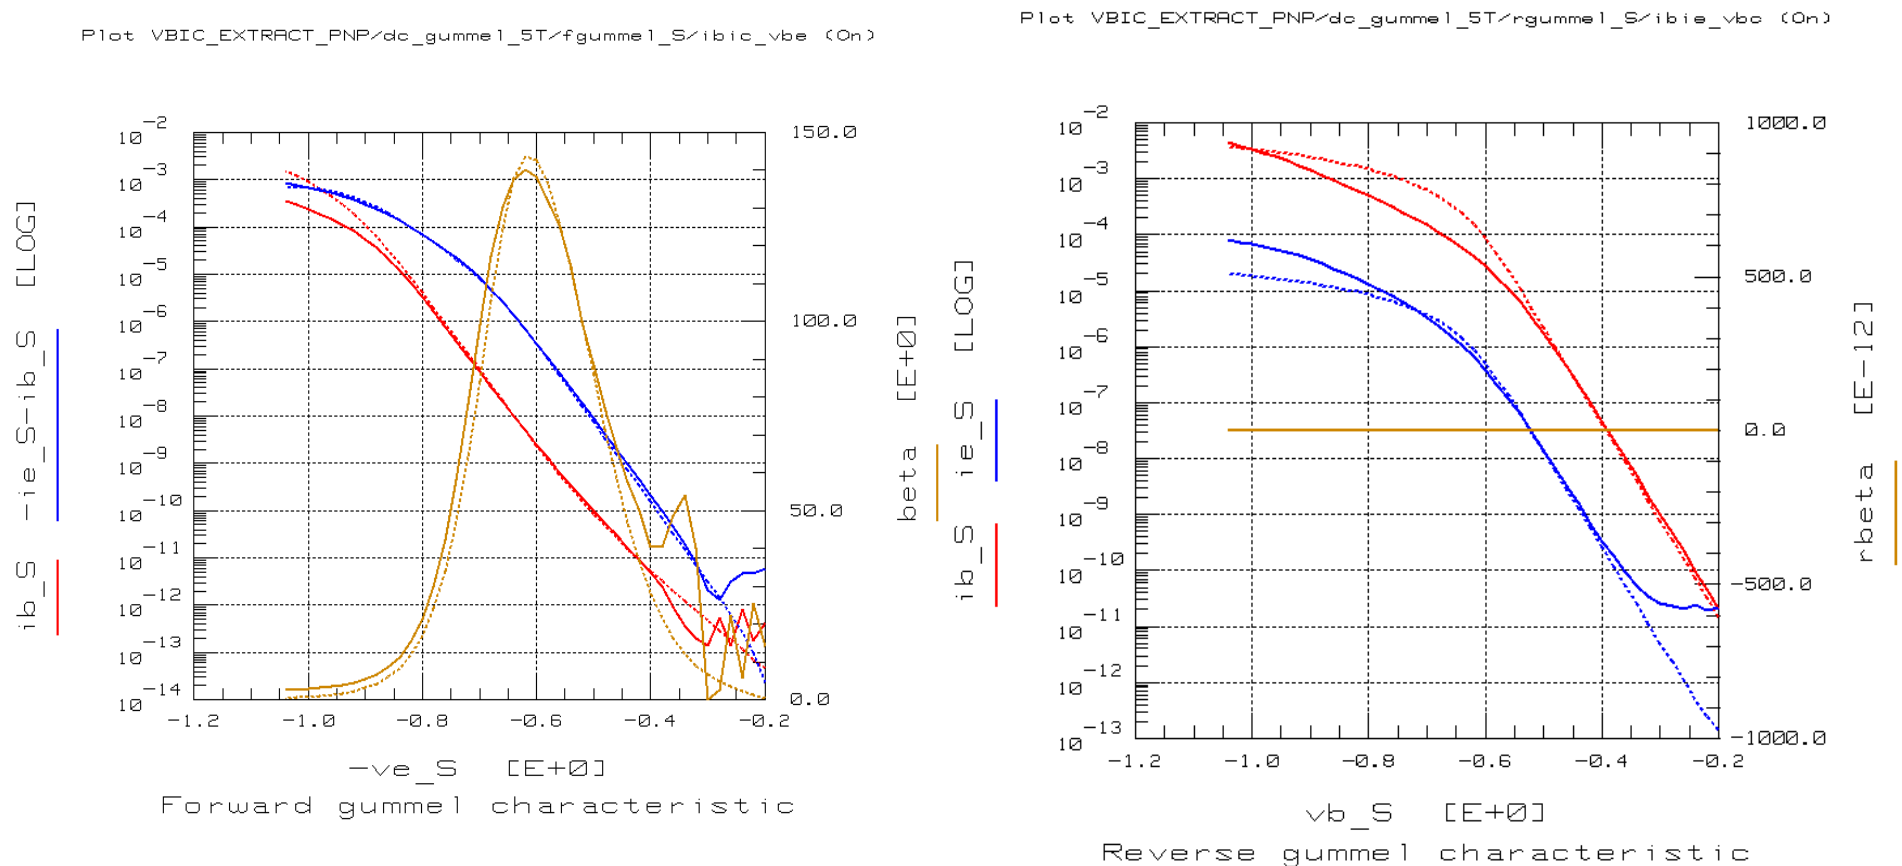 Plot VBIC_EXTRACT_PNP/dc_gummel_5T/fgummel_S/ibic_vbe (On)
ib_S -ie_S-ib_S [LOG]
10^-2
10^-3
10^-4
10^-5
10^-6
10^-7
10^-8
10^-9
10^-10
10^-11
10^-12
10^-13
10^-14
150.0
100.0
50.0
0.0
beta [E+0]
-1.2 -1.0 -0.8 -0.6 -0.4 -0.2
-ve_S [E+0]
Forward gummel characteristic
Plot VBIC_EXTRACT_PNP/dc_gummel_5T/rgummel_S/ibie_vbc (On)
ib_S ie_S [LOG]
10^-2
10^-3
10^-4
10^-5
10^-6
10^-7
10^-8
10^-9
10^-10
10^-11
10^-12
10^-13
1000.0
500.0
0.0
-500.0
-1000.0
rbeta [E-12]
-1.2 -1.0 -0.8 -0.6 -0.4 -0.2
vb_S [E+0]
Reverse gummel characteristic